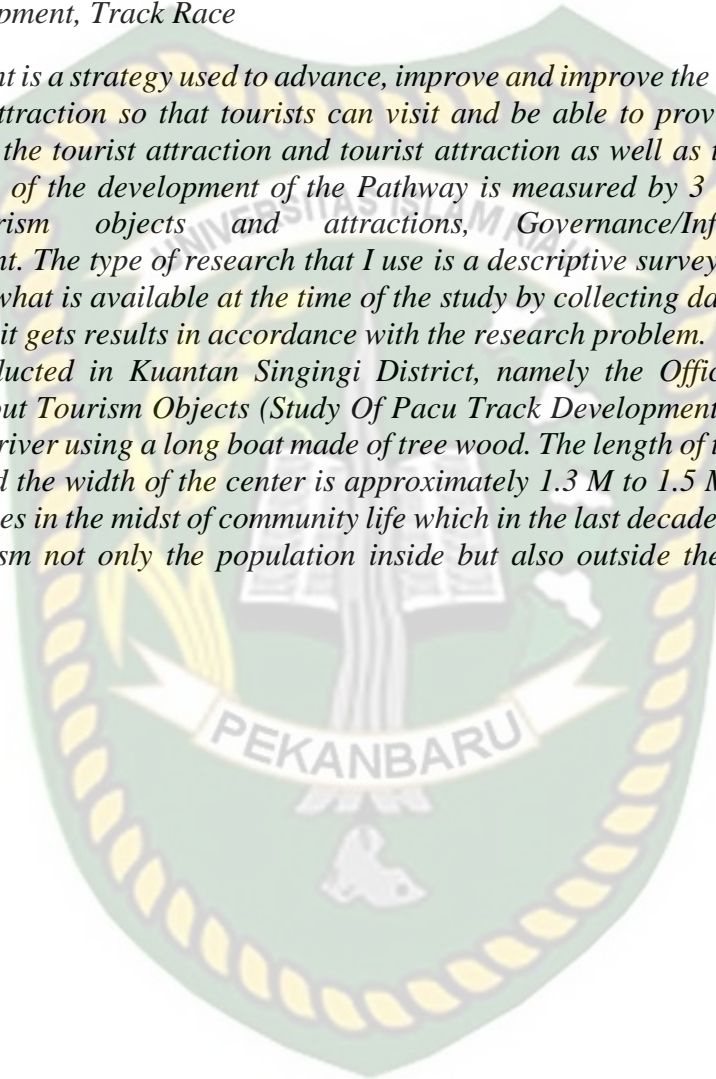 opment, Track Race
nt is a strategy used to advance, improve and improve the
ttraction so that tourists can visit and be able to prov
the tourist attraction and tourist attraction as well as t
of the development of the Pathway is measured by 3
rism objects and attractions, Governance/Inf
UNIVERSITAS ISLAM RIAU
nt. The type of research that I use is a descriptive survey
what is available at the time of the study by collecting da
it gets results in accordance with the research problem.
ducted in Kuantan Singingi District, namely the Offic
out Tourism Objects (Study Of Pacu Track Development
river using a long boat made of tree wood. The length of t
d the width of the center is approximately 1.3 M to 1.5 M
es in the midst of community life which in the last decade
sm not only the population inside but also outside the
PEKANBARU